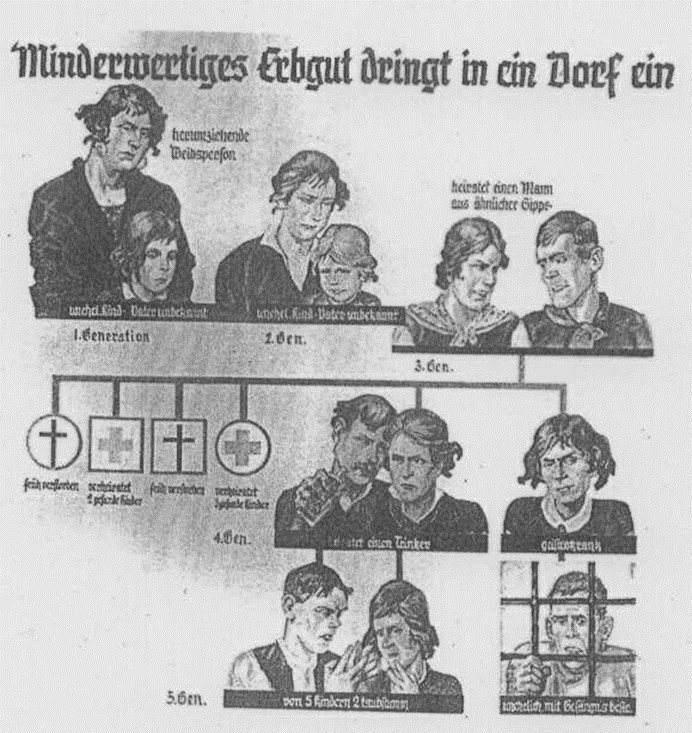 Minderwertiges Erbgut dringt in ein Dorf ein
herumziehende
Weibsperson
heiratet einen Mann
aus ähnlicher Sippe-
unehel. Kind - Vater unbekannt
unehel. Kind - Vater unbekannt
1. Generation
2. Gen.
3. Gen.
früh verstorben
verheiratet
gesunde Kinder
früh verstorben
verheiratet
gesunde Kinder
heiratet einen Trinker
geisteskrank
4. Gen.
von 5 Kindern 2 taubstumm
unehelich mit Gefängnis
5. Gen.